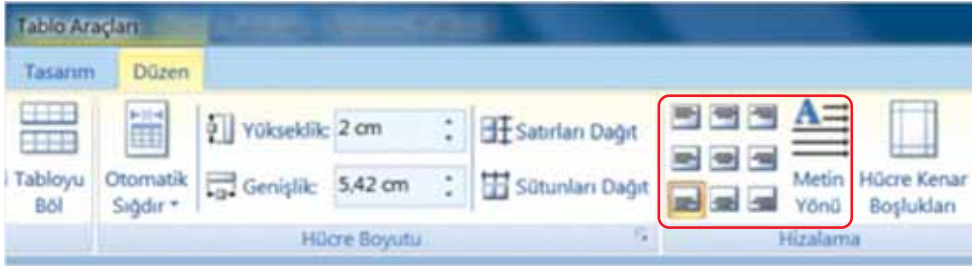 Tablo Araçları
Tasarım Düzen
Yükseklik: 2 cm Satırları Dağıt
Genişlik: 5,42 cm Sütunları Dağıt
Tabloyu Böl
Otomatik Sığdır
Metin Yönü
Hücre Kenar Boşlukları
Hücre Boyutu Hizalama